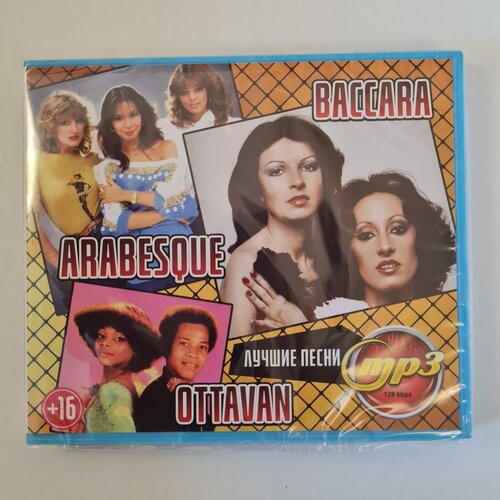 BACCARA
ARABESQUE
ЛУЧШИЕ ПЕСНИ
mp3
128 kbps
OTTAVAN
+16